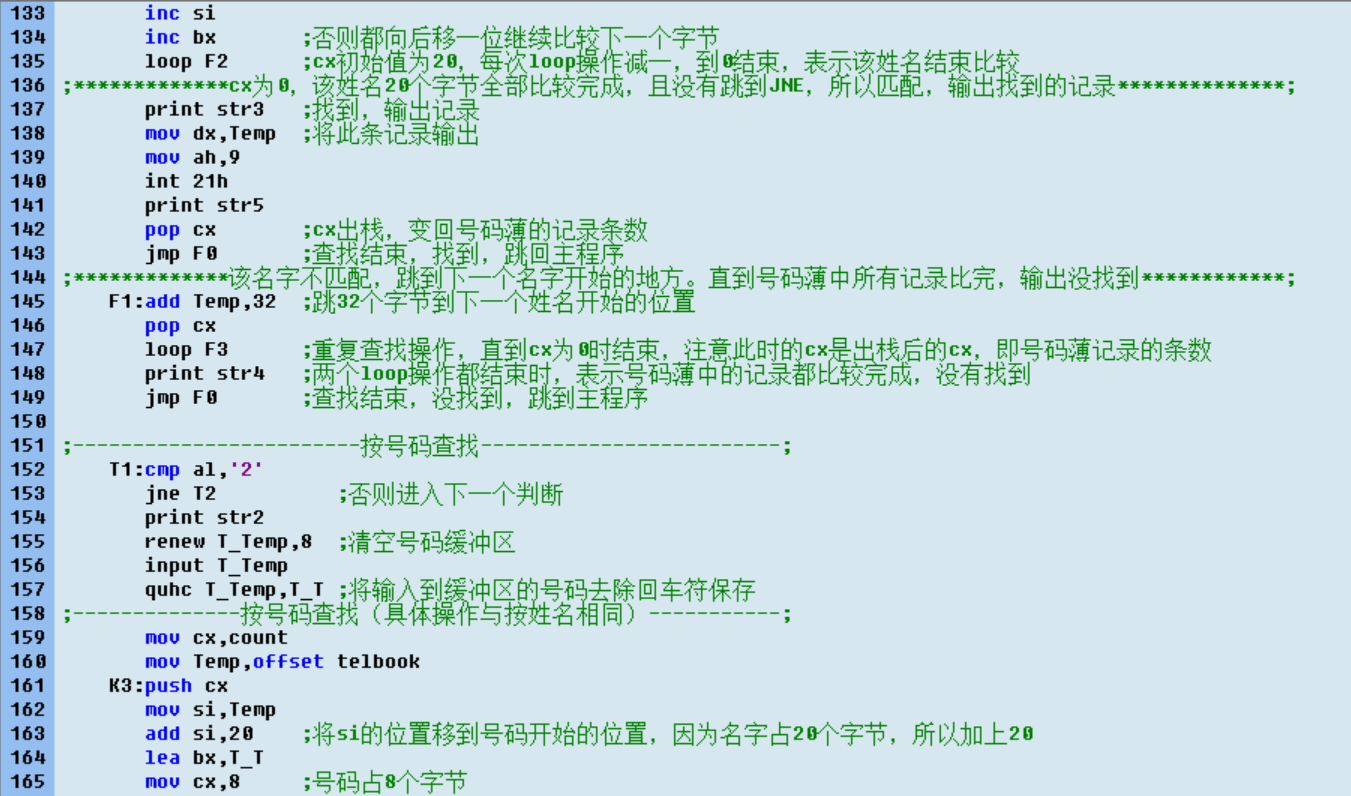 133 inc si
134 inc bx ;否则都向后移一位继续比较下一个字节
135 loop F2 ;cx初始值为20，每次loop操作减一，到0结束，表示该姓名结束比较
136 ;*************cx为0，该姓名20个字节全部比较完成，且没有跳到JNE，所以匹配，输出找到的记录**************;
137 print str3 ;找到，输出记录
138 mov dx,Temp ;将此条记录输出
139 mov ah,9
140 int 21h
141 print str5
142 pop cx ;cx出栈，变回号码薄的记录条数
143 jmp F0 ;查找结束，找到，跳回主程序
144 ;*************该名字不匹配，跳到下一个名字开始的地方。直到号码薄中所有记录比完，输出没找到************;
145 F1:add Temp,32 ;跳32个字节到下一个姓名开始的位置
146 pop cx
147 loop F3 ;重复查找操作，直到cx为0时结束，注意此时的cx是出栈后的cx，即号码薄记录的条数
148 print str4 ;两个loop操作都结束时，表示号码薄中的记录都比较完成，没有找到
149 jmp F0 ;查找结束，没找到，跳到主程序
150
151 ;------------------------按号码查找-------------------------;
152 T1:cmp al,'2'
153 jne T2 ;否则进入下一个判断
154 print str2
155 renew T_Temp,8 ;清空号码缓冲区
156 input T_Temp
157 quhc T_Temp,T_T ;将输入到缓冲区的号码去除回车符保存
158 ;--------------按号码查找（具体操作与按姓名相同）-----------;
159 mov cx,count
160 mov Temp,offset telbook
161 K3:push cx
162 mov si,Temp
163 add si,20 ;将si的位置移到号码开始的位置，因为名字占20个字节，所以加上20
164 lea bx,T_T
165 mov cx,8 ;号码占8个字节